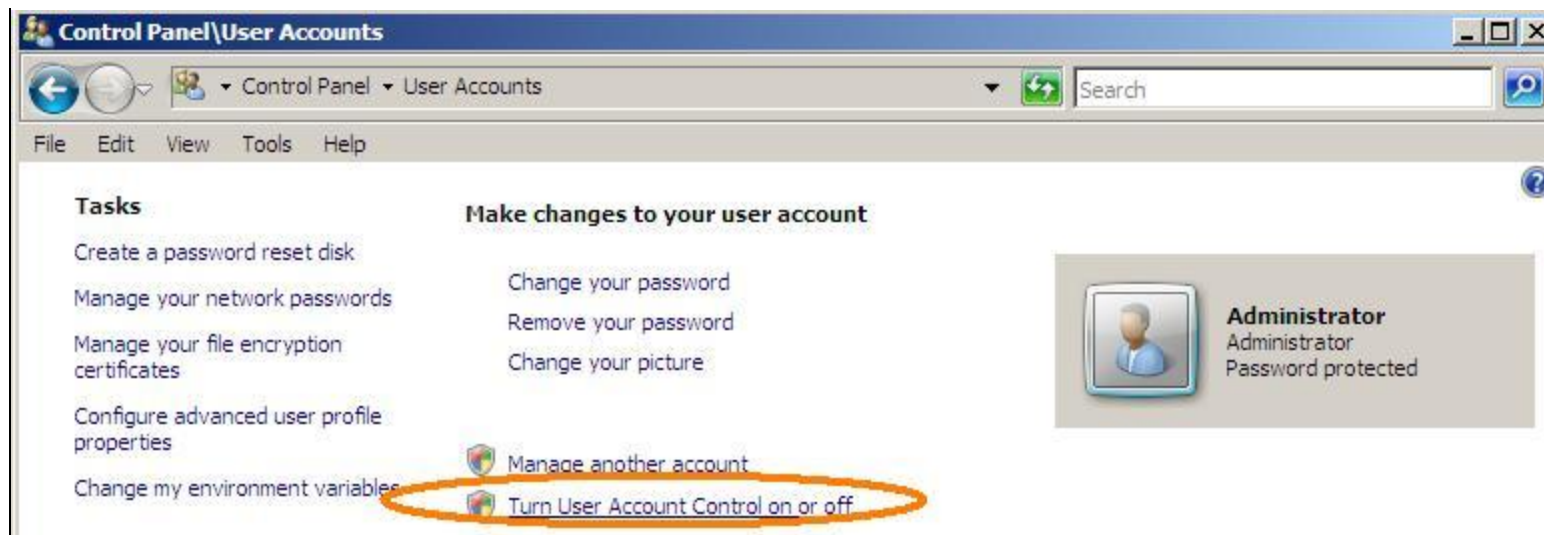 Control Panel\User Accounts
Control Panel User Accounts
Search
File Edit View Tools Help
Tasks
Create a password reset disk
Manage your network passwords
Manage your file encryption
certificates
Configure advanced user profile
properties
Change my environment variables
Make changes to your user account
Change your password
Remove your password
Change your picture
Manage another account
Turn User Account Control on or off
Administrator
Administrator
Password protected